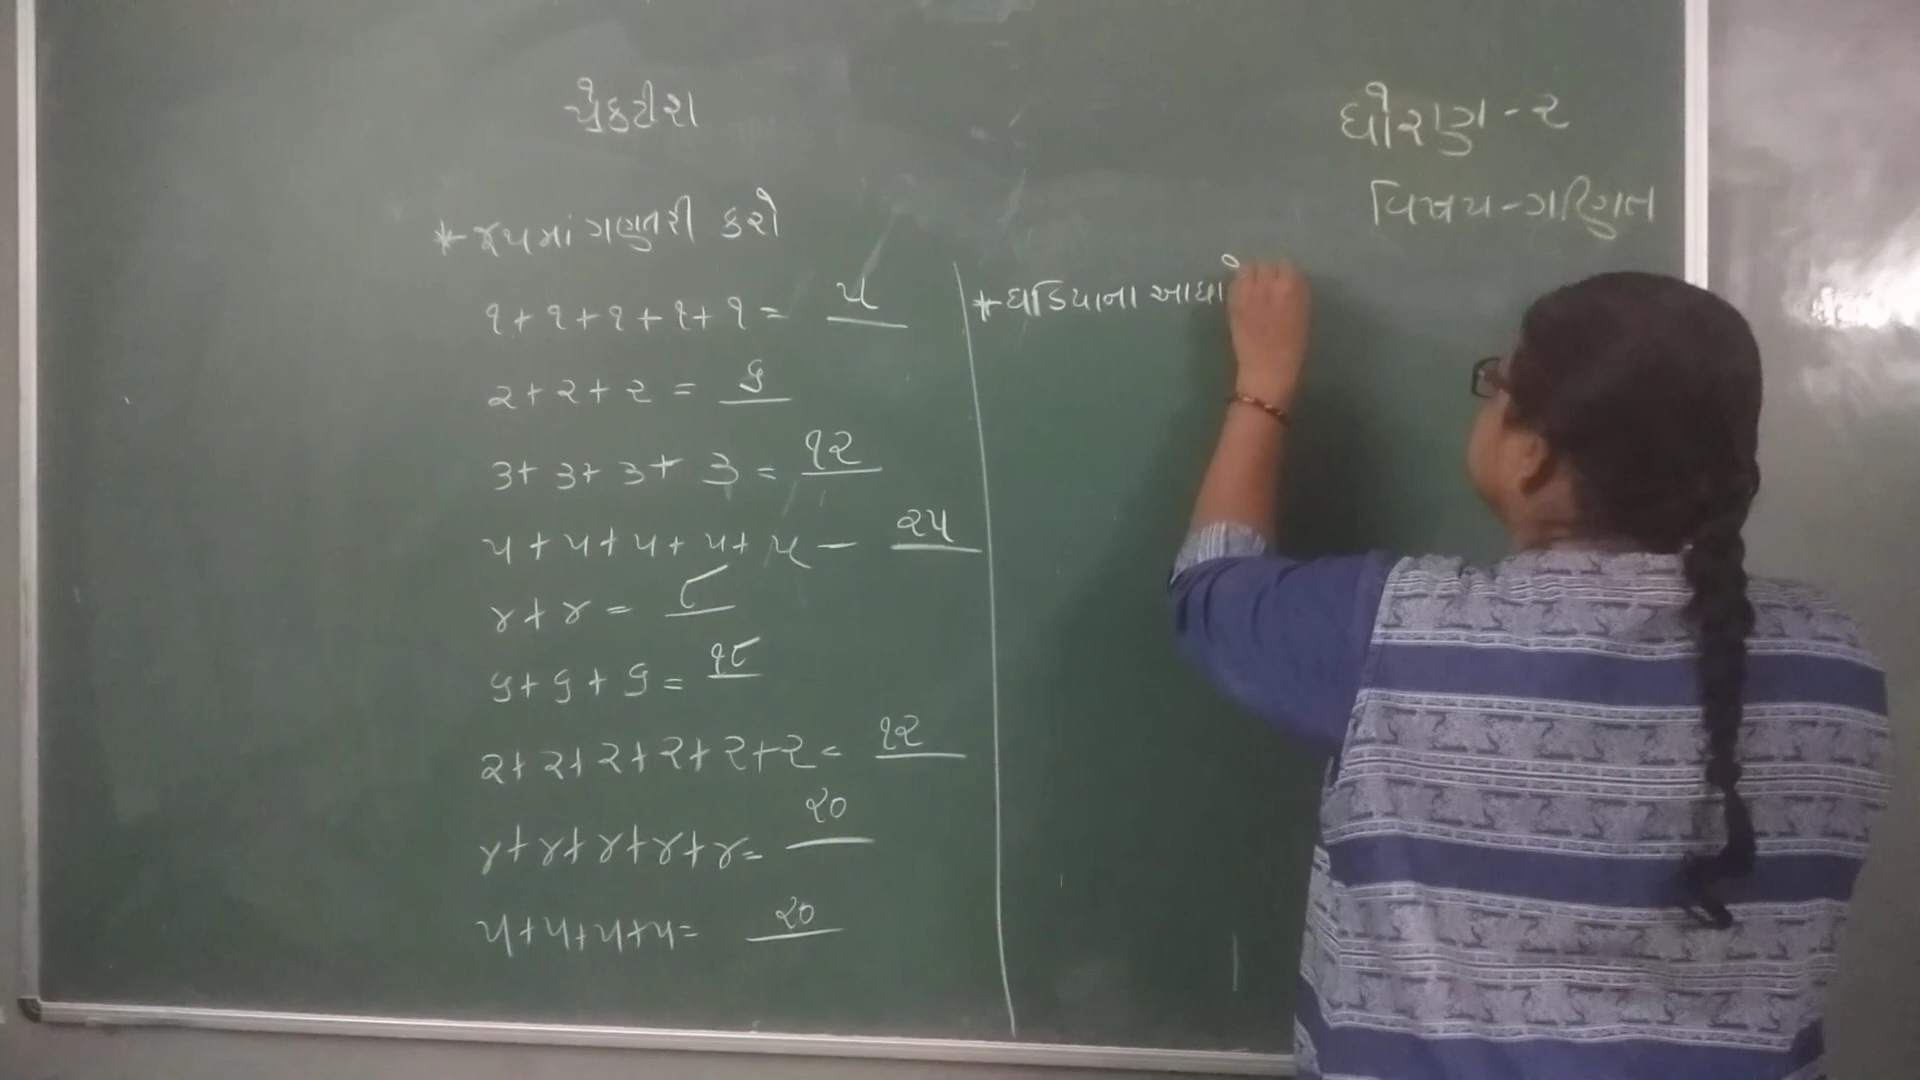 પ્રેકટીશ
ધોરણ-૨
વિષય-ગણિત
* જૂથમાં ગણતરી કરો
૧+૧+૧+૧+૧= ૫
૨+૨+૨ = ૬
૩+૩+૩+૩ = ૧૨
૫+૫+૫+૫+૫ — ૨૫
૪+૪ = ૮
૬+૬+૬ = ૧૮
૨+૨+૨+૨+૨+૨= ૧૨
૪+૪+૪+૪+૪= ૨૦
૫+૫+૫+૫= ૨૦
* ઘડિયાના